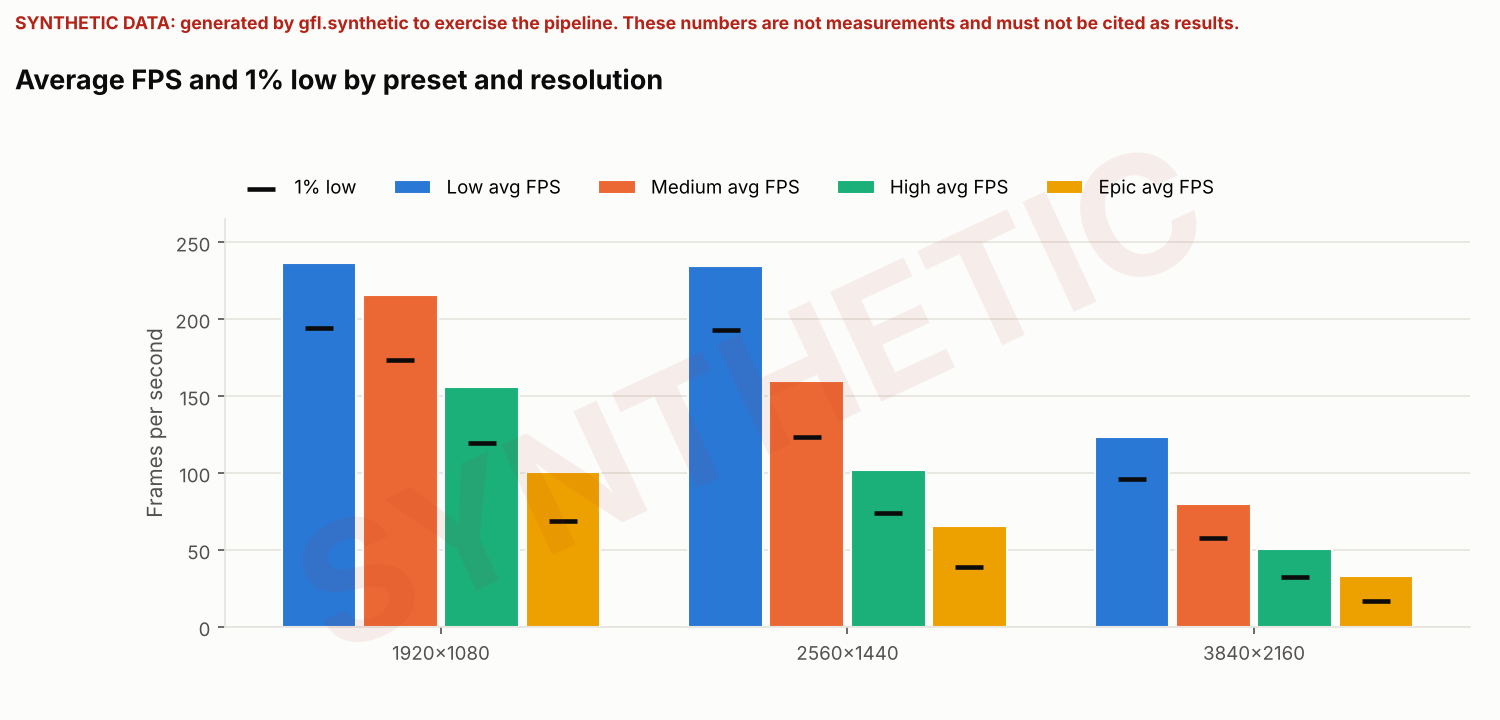 SYNTHETIC DATA: generated by gfl.synthetic to exercise the pipeline. These numbers are not measurements and must not be cited as results.
Average FPS and 1% low by preset and resolution
1% low Low avg FPS Medium avg FPS High avg FPS Epic avg FPS
Frames per second
250
200
150
100
50
0
1920×1080 2560×1440 3840×2160
SYNTHETIC